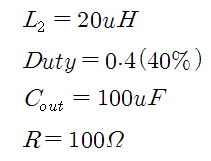 L₂ = 20uH
Duty = 0.4(40%)
C_out = 100uF
R = 100Ω